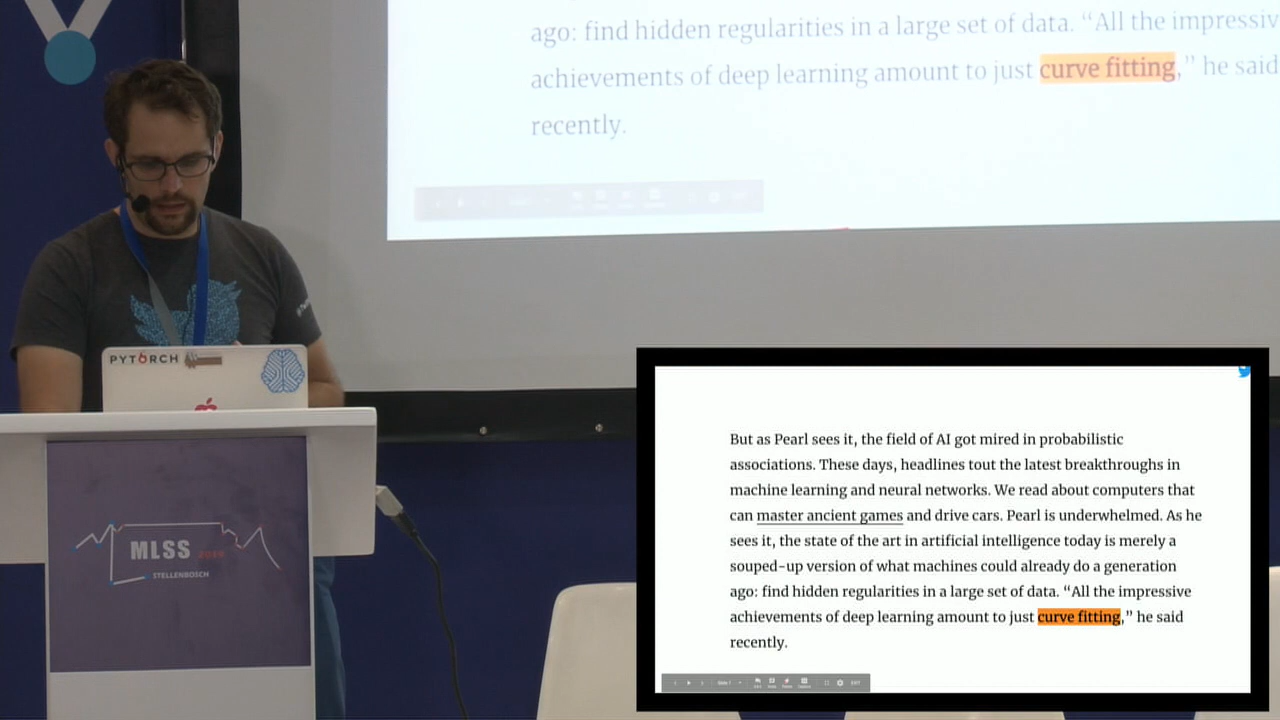 ago: find hidden regularities in a large set of data. “All the impressiv
achievements of deep learning amount to just curve fitting,” he said
recently.
PYTORCH
MLSS 2019
STELLENBOSCH
But as Pearl sees it, the field of AI got mired in probabilistic
associations. These days, headlines tout the latest breakthroughs in
machine learning and neural networks. We read about computers that
can master ancient games and drive cars. Pearl is underwhelmed. As he
sees it, the state of the art in artificial intelligence today is merely a
souped-up version of what machines could already do a generation
ago: find hidden regularities in a large set of data. “All the impressive
achievements of deep learning amount to just curve fitting,” he said
recently.